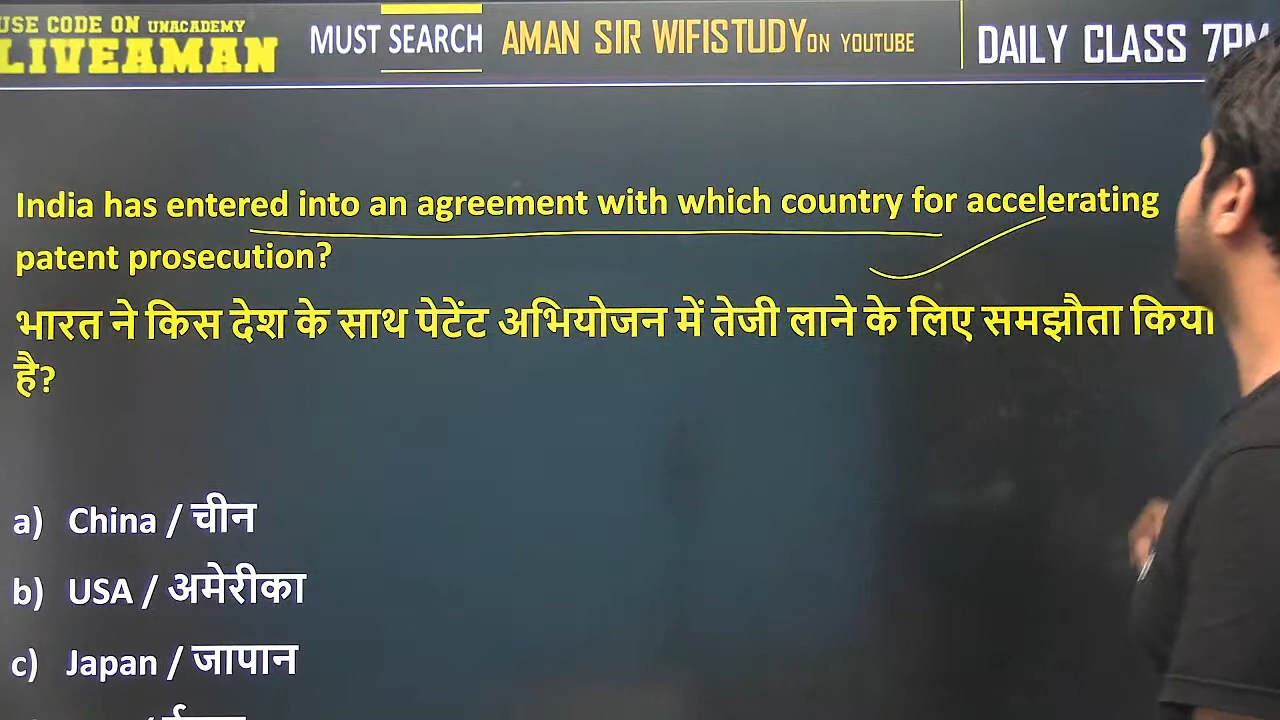 USE CODE ON UNACADEMY
LIVEAMAN
MUST SEARCH AMAN SIR WIFISTUDY ON YOUTUBE
DAILY CLASS 7PM
India has entered into an agreement with which country for accelerating
patent prosecution?
भारत ने किस देश के साथ पेटेंट अभियोजन में तेजी लाने के लिए समझौता किया
है?
a) China / चीन
b) USA / अमेरीका
c) Japan / जापान